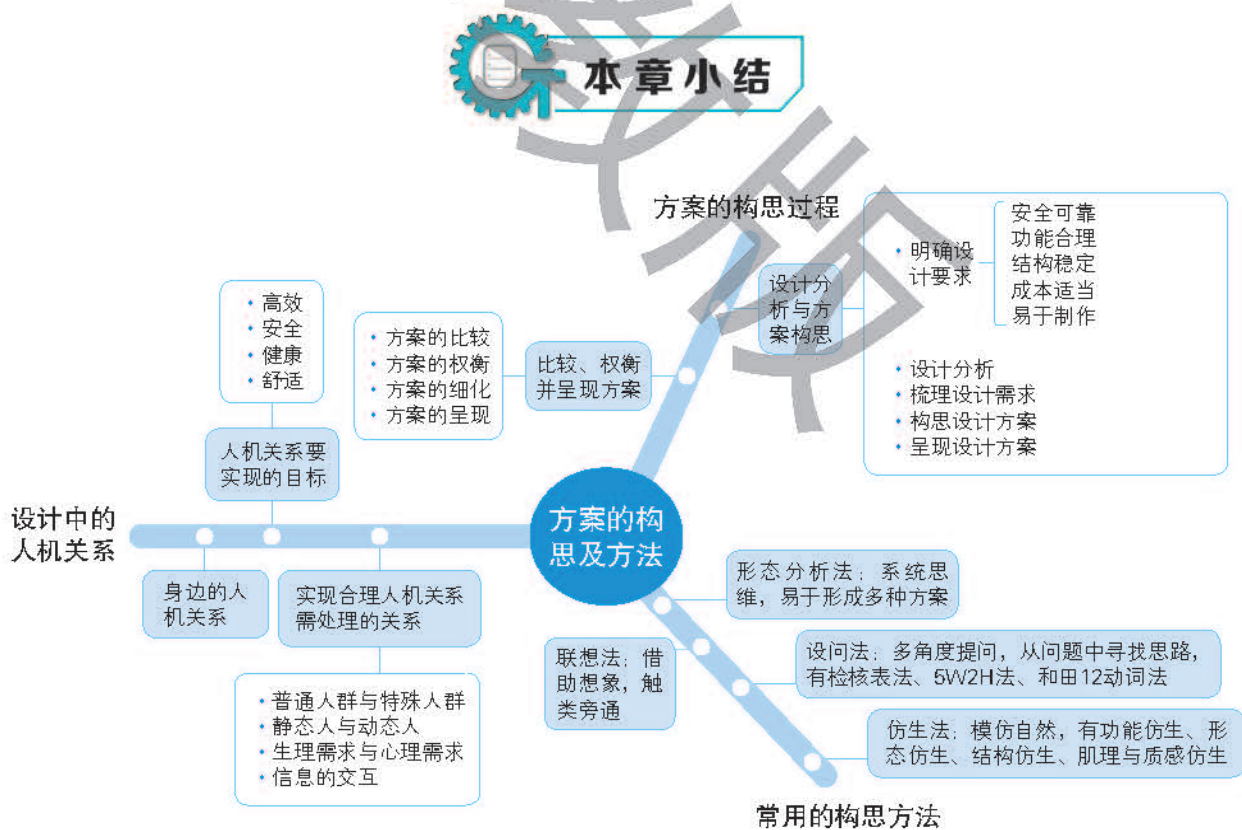 本章小结
方案的构思过程
设计分
析与方
案构思
• 明确设
计要求
安全可靠
功能合理
结构稳定
成本适当
易于制作
• 设计分析
• 梳理设计需求
• 构思设计方案
• 呈现设计方案
比较、权衡
并呈现方案
• 方案的比较
• 方案的权衡
• 方案的细化
• 方案的呈现
• 高效
• 安全
• 健康
• 舒适
人机关系要
实现的目标
设计中的
人机关系
身边的人
机关系
实现合理人机关系
需处理的关系
• 普通人群与特殊人群
• 静态人与动态人
• 生理需求与心理需求
• 信息的交互
方案的构
思及方法
形态分析法：系统思
维，易于形成多种方案
联想法：借
助想象，触
类旁通
设问法：多角度提问，从问题中寻找思路，
有检核表法、5W2H法、和田12动词法
仿生法：模仿自然，有功能仿生、形
态仿生、结构仿生、肌理与质感仿生
常用的构思方法